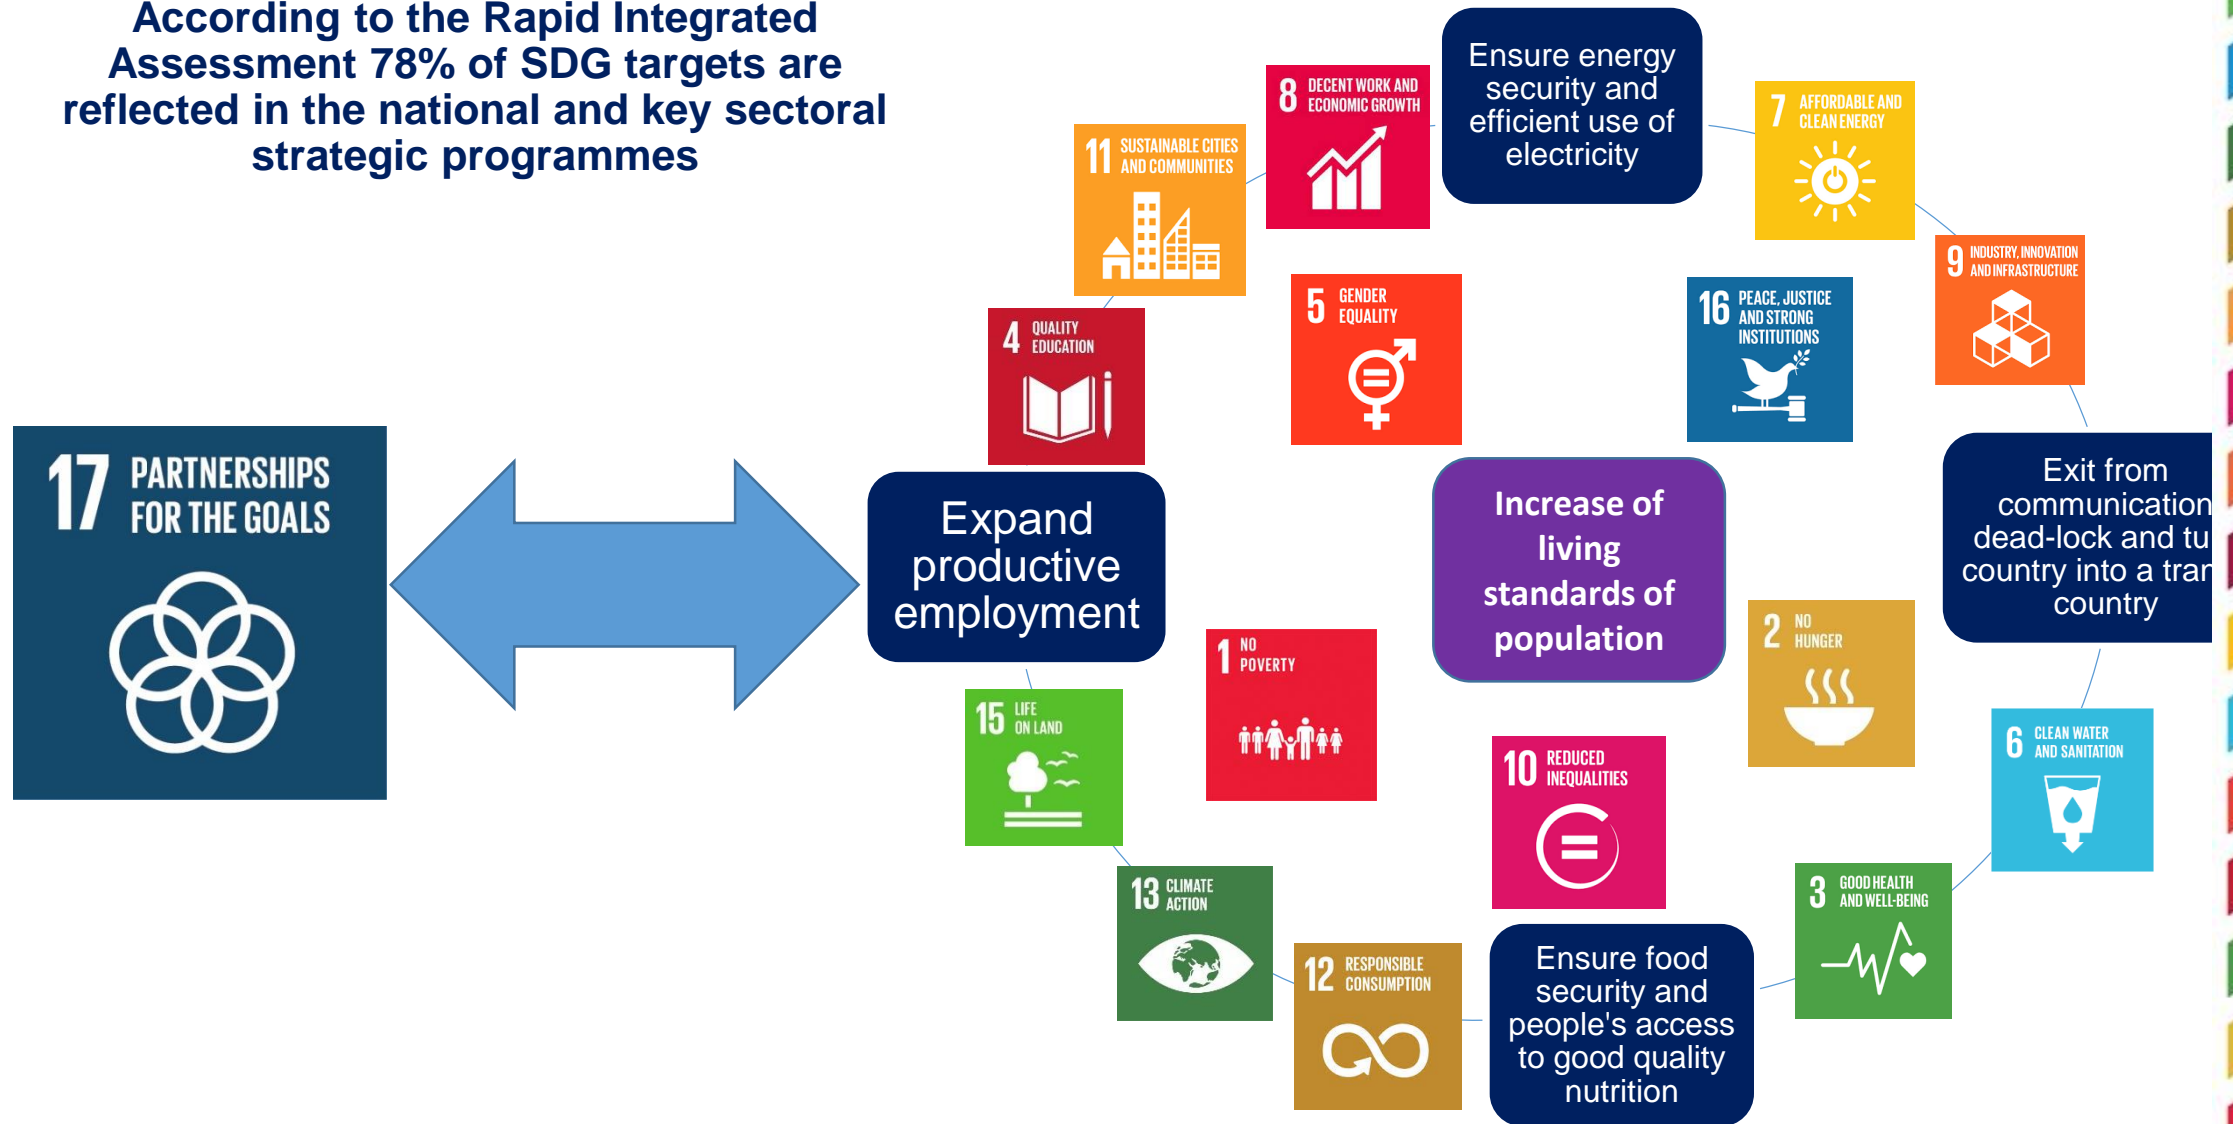 According to the Rapid Integrated
Assessment 78% of SDG targets are
reflected in the national and key sectoral
strategic programmes
Ensure energy
security and
efficient use of
electricity
8 DECENT WORK AND
ECONOMIC GROWTH
7 AFFORDABLE AND
CLEAN ENERGY
11 SUSTAINABLE CITIES
AND COMMUNITIES
9 INDUSTRY, INNOVATION
AND INFRASTRUCTURE
5 GENDER
EQUALITY
16 PEACE, JUSTICE
AND STRONG
INSTITUTIONS
4 QUALITY
EDUCATION
17 PARTNERSHIPS
FOR THE GOALS
Expand
productive
employment
Increase of
living
standards of
population
Exit from
communication
dead-lock and tu
country into a tran
country
1 NO
POVERTY
2 NO
HUNGER
15 LIFE
ON LAND
10 REDUCED
INEQUALITIES
6 CLEAN WATER
AND SANITATION
13 CLIMATE
ACTION
3 GOOD HEALTH
AND WELL-BEING
12 RESPONSIBLE
CONSUMPTION
Ensure food
security and
people's access
to good quality
nutrition